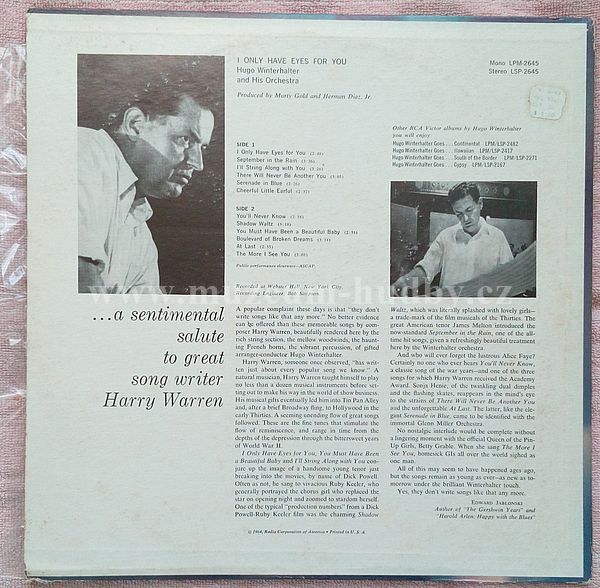 I ONLY HAVE EYES FOR YOU
Hugo Winterhalter
and His Orchestra
Mono LPM-2645
Stereo LSP-2645
Produced by Marty Gold and Herman Diaz, Jr.
SIDE 1
I Only Have Eyes for You
September in the Rain
I'll String Along with You
There Will Never Be Another You
Serenade in Blue
Cheerful Little Earful
SIDE 2
You'll Never Know
Shadow Waltz
You Must Have Been a Beautiful Baby
Boulevard of Broken Dreams
At Last
The More I See You
Public performance clearance—ASCAP
Recorded at Webster Hall, New York City.
Recording Engineer: Bob Simpson
Other RCA Victor albums by Hugo Winterhalter
you will enjoy:
Hugo Winterhalter Goes . . . Continental LPM/LSP-2482
Hugo Winterhalter Goes . . . Hawaiian LPM/LSP-2417
Hugo Winterhalter Goes . . . South of the Border LPM/LSP-2271
Hugo Winterhalter Goes . . . Gypsy LPM/LSP-2167
...a sentimental
salute
to great
song writer
Harry Warren
A popular complaint these days is that "they don't
write songs like that any more." No better evidence
can be offered than these memorable songs by com-
poser Harry Warren, beautifully rendered here by the
rich string section, the mellow woodwinds, the haunt-
ing French horns, the vibrant percussion, of gifted
arranger-conductor Hugo Winterhalter.
Harry Warren, someone once observed, "has writ-
ten just about every popular song we know." A
natural musician, Harry Warren taught himself to play
no less than a dozen musical instruments before set-
ting out to make his way in the world of show business.
His musical gifts eventually led him into Tin Pan Alley
and, after a brief Broadway fling, to Hollywood in the
early Thirties. A seeming unending flow of great songs
followed. These are the fine tunes that stimulate the
flow of reminiscence, and range in time from the
depths of the depression through the bittersweet years
of World War II.
I Only Have Eyes for You, You Must Have Been
a Beautiful Baby and I'll String Along with You con-
jure up the image of a handsome young tenor just
breaking into the movies, by name of Dick Powell.
Often as not, he sang to vivacious Ruby Keeler, who
generally portrayed the chorus girl who replaced the
star on opening night and zoomed to stardom herself.
One of the typical "production numbers" from a Dick
Powell-Ruby Keeler film was the charming Shadow
Waltz, which was literally splashed with lovely girls—
a trade-mark of the film musicals of the Thirties. The
great American tenor James Melton introduced the
now-standard September in the Rain, one of the all-
time hit songs, given a refreshingly beautiful treatment
here by the Winterhalter orchestra.
And who will ever forget the lustrous Alice Faye?
Certainly no one who ever hears You'll Never Know,
a classic song of the war years—and one of the three
songs for which Harry Warren received the Academy
Award. Sonja Henie, of the twinkling dual dimples
and the flashing skates, reappears in the mind's eye
to the strains of There Will Never Be Another You and
the unforgettable At Last. The latter, like the ele-
gant Serenade in Blue, came to be identified with the
immortal Glenn Miller Orchestra.
No nostalgic interlude would be complete without
a lingering moment with the official Queen of the Pin-
Up Girls, Betty Grable. When she sang The More I
See You, homesick GIs all over the world sighed as
one man.
All of this may seem to have happened ages ago,
but the songs remain as young as ever—as new as to-
morrow under the brilliant Winterhalter touch.
Yes, they don't write songs like that any more.
EDWARD JABLONSKI
Author of "The Gershwin Years" and
"Harold Arlen: Happy with the Blues"
© 1964, Radio Corporation of America • Printed in U. S. A.